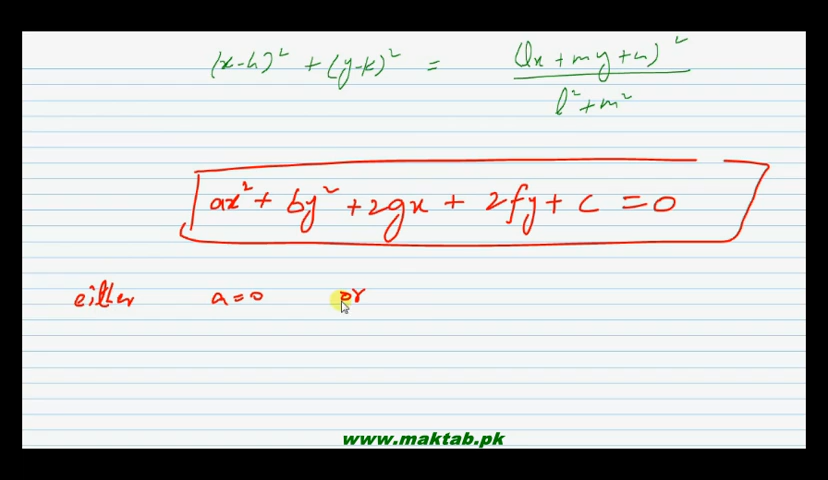 (x-h)² + (y-k)² = (lx + my + n)² / l² + m²
ax² + by² + 2gx + 2fy + c = 0
either a = 0 or
www.maktab.pk